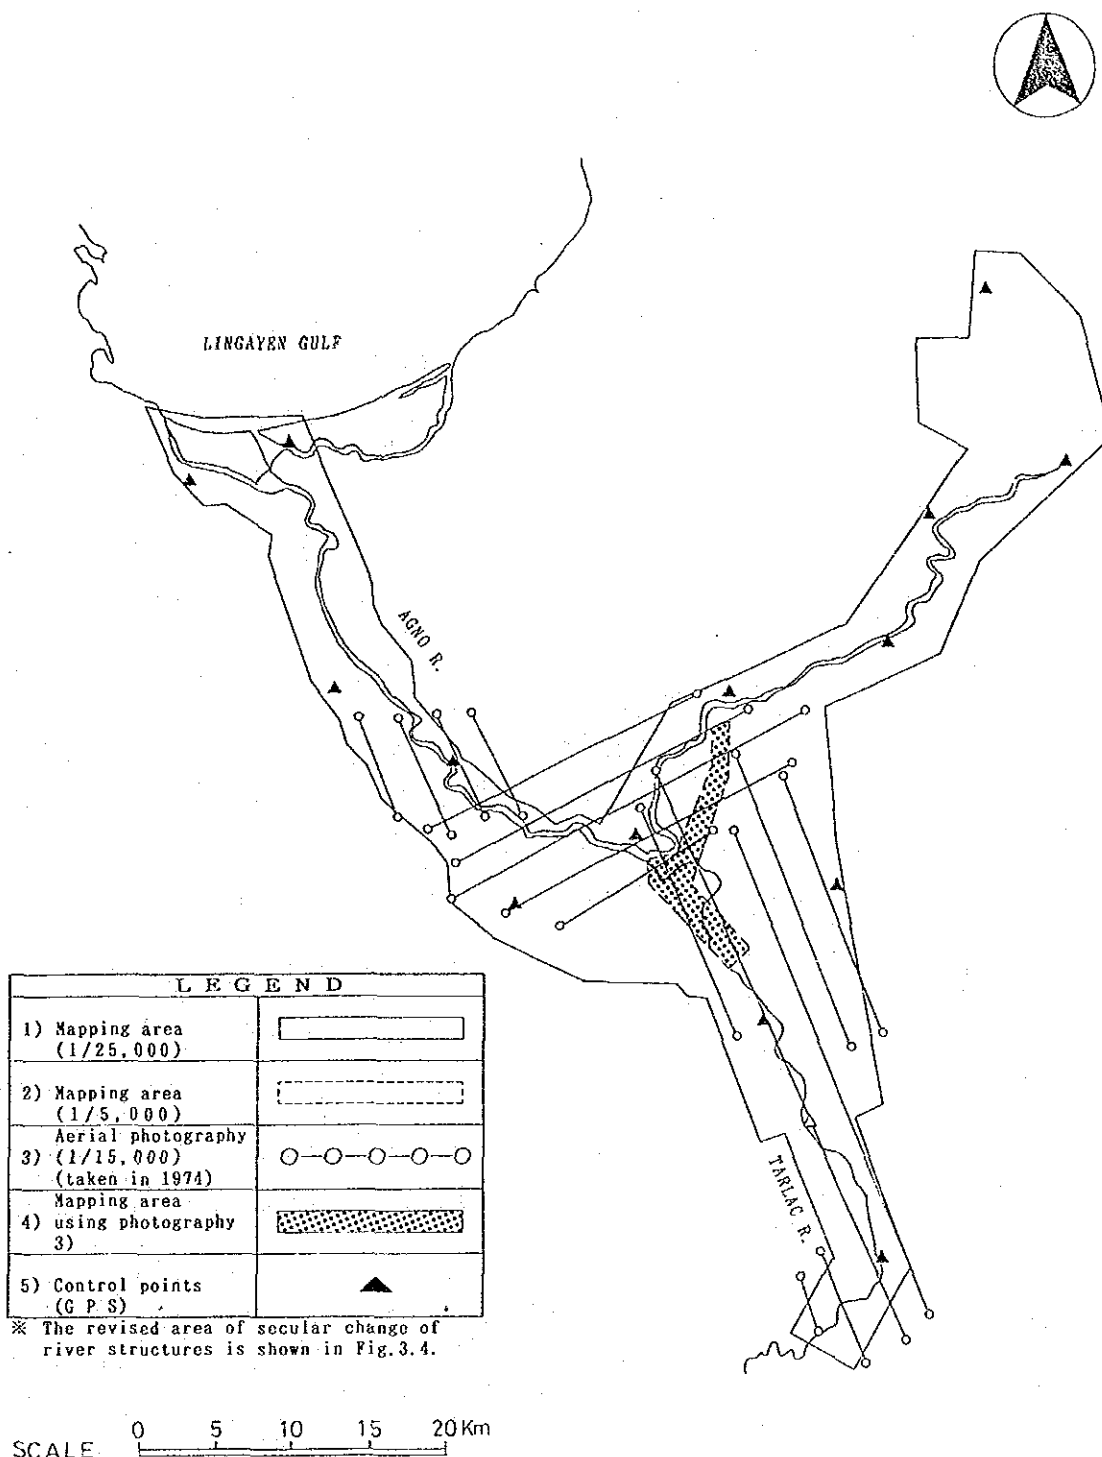 LINGAYEN GULF
AGNO R.
TARLAC R.
LEGEND
1) Mapping area
(1/25,000)
2) Mapping area
(1/5,000)
Aerial photography
3) (1/15,000)
(taken in 1974)
Mapping area
4) using photography
3)
5) Control points
(G P S)
※ The revised area of secular change of
river structures is shown in Fig.3.4.
0 5 10 15 20 Km
SCALE